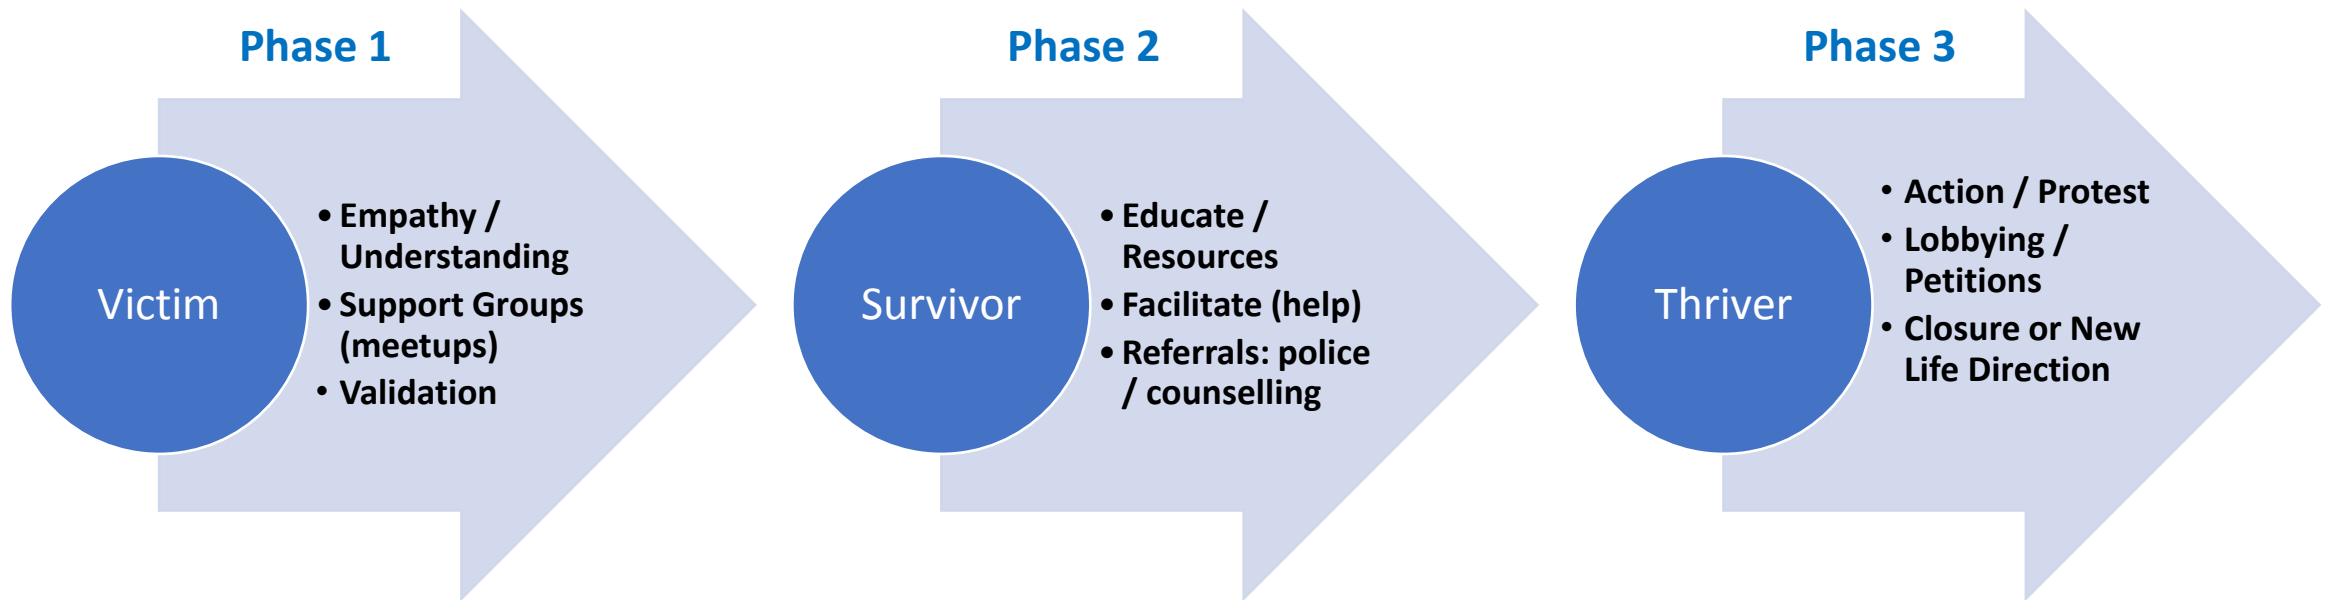 Phase 1
Victim
• Empathy /
Understanding
• Support Groups
(meetups)
• Validation
Phase 2
Survivor
• Educate /
Resources
• Facilitate (help)
• Referrals: police
/ counselling
Phase 3
Thriver
• Action / Protest
• Lobbying /
Petitions
• Closure or New
Life Direction